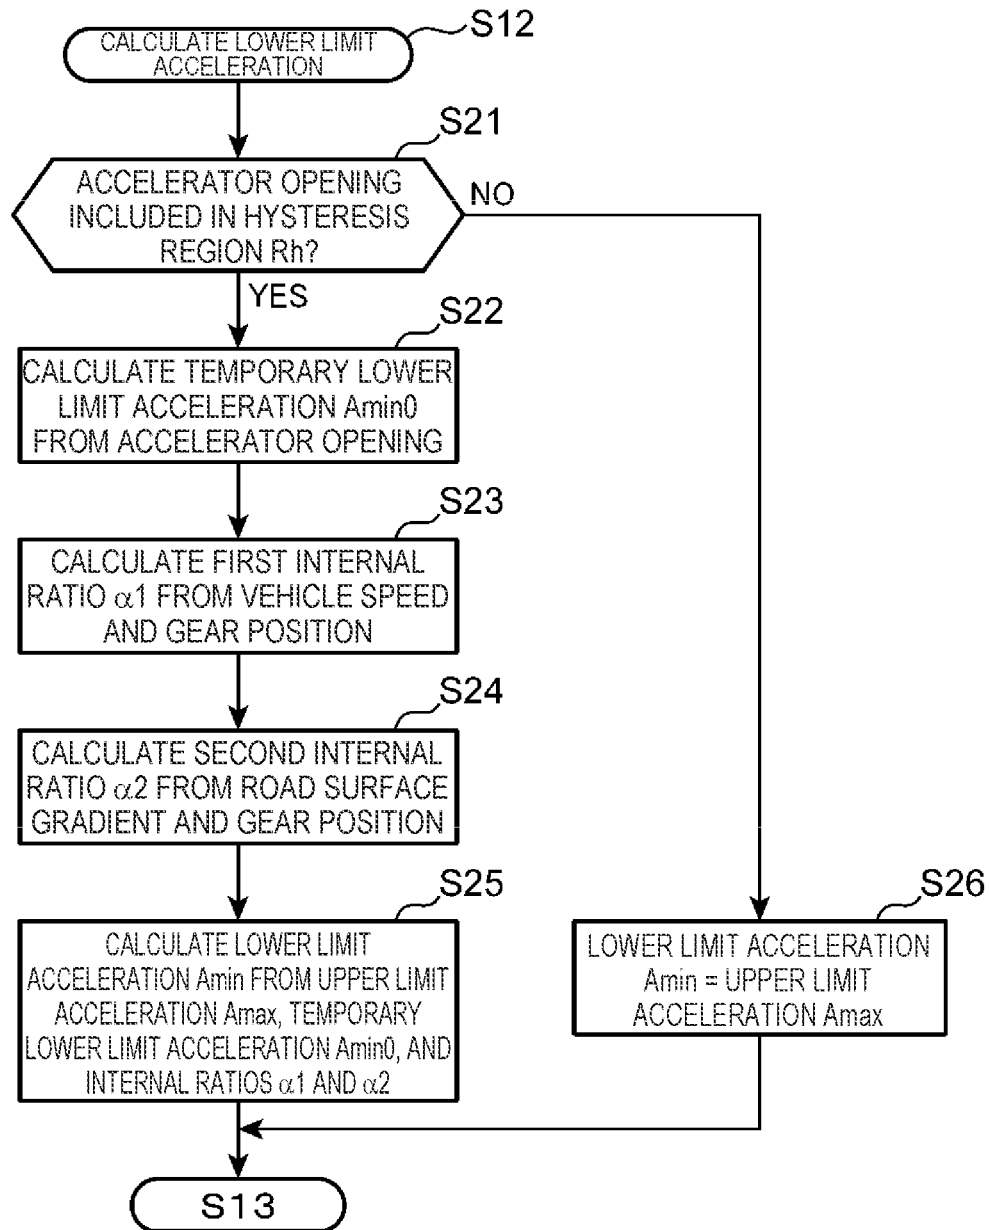 S12
CALCULATE LOWER LIMIT
ACCELERATION
S21
ACCELERATOR OPENING
INCLUDED IN HYSTERESIS
REGION Rh?
NO
YES
S22
CALCULATE TEMPORARY LOWER
LIMIT ACCELERATION Amin0
FROM ACCELERATOR OPENING
S23
CALCULATE FIRST INTERNAL
RATIO α1 FROM VEHICLE SPEED
AND GEAR POSITION
S24
CALCULATE SECOND INTERNAL
RATIO α2 FROM ROAD SURFACE
GRADIENT AND GEAR POSITION
S25
CALCULATE LOWER LIMIT
ACCELERATION Amin FROM UPPER LIMIT
ACCELERATION Amax, TEMPORARY
LOWER LIMIT ACCELERATION Amin0, AND
INTERNAL RATIOS α1 AND α2
S26
LOWER LIMIT ACCELERATION
Amin = UPPER LIMIT
ACCELERATION Amax
S13